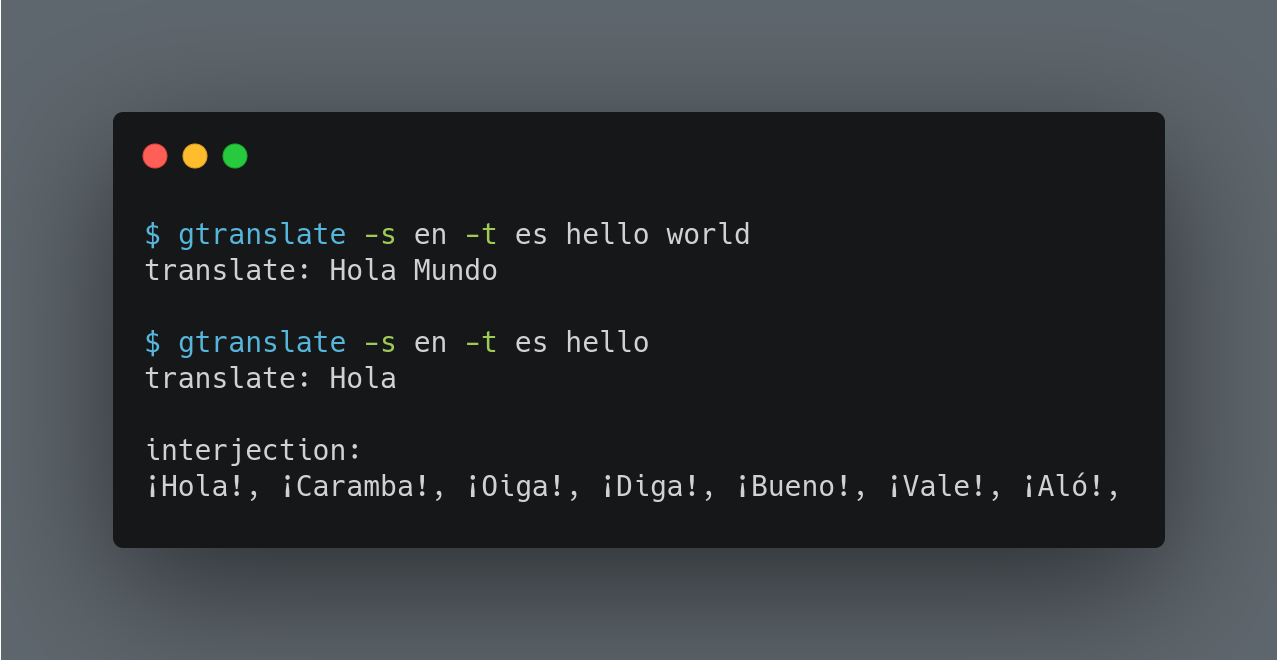 $ gtranslate -s en -t es hello world
translate: Hola Mundo
$ gtranslate -s en -t es hello
translate: Hola
interjection:
¡Hola!, ¡Caramba!, ¡Oiga!, ¡Diga!, ¡Bueno!, ¡Vale!, ¡Aló!,